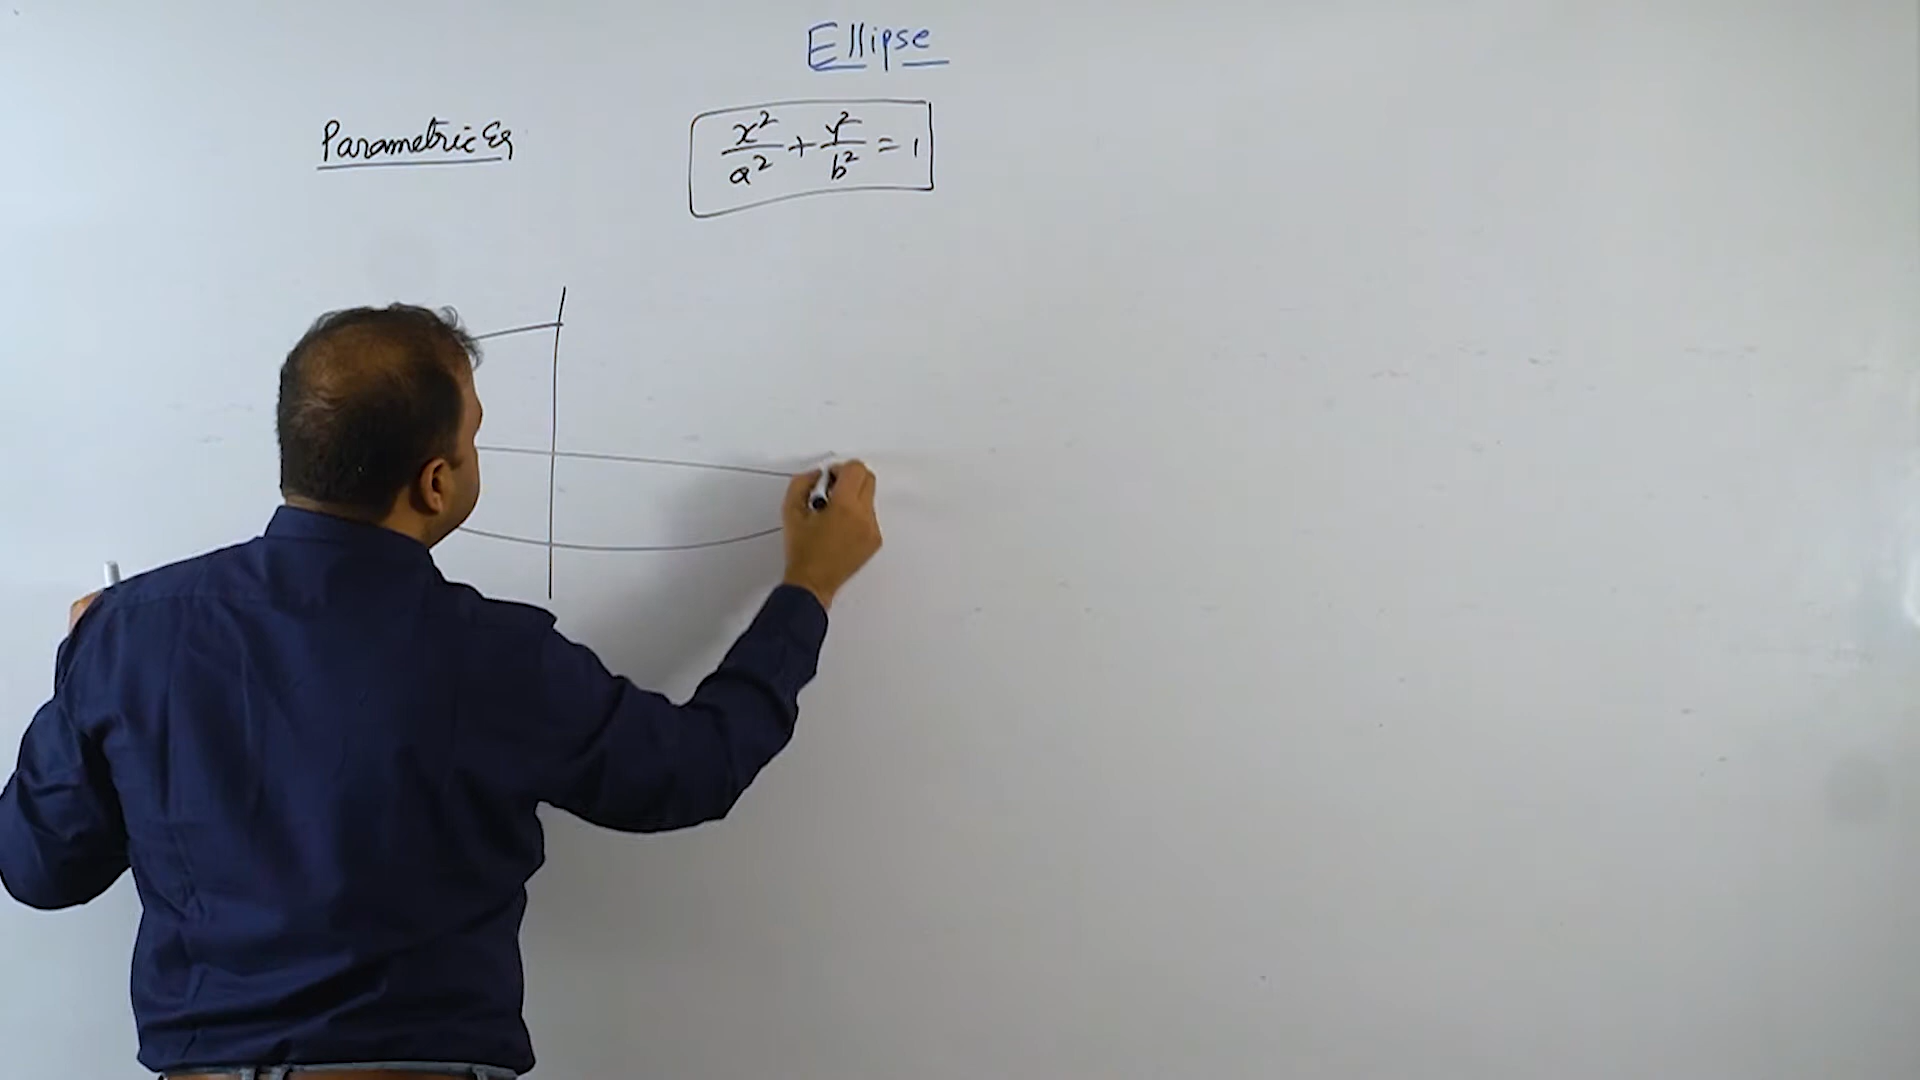 Ellipse
Parametric Eq
x²/a² + y²/b² = 1